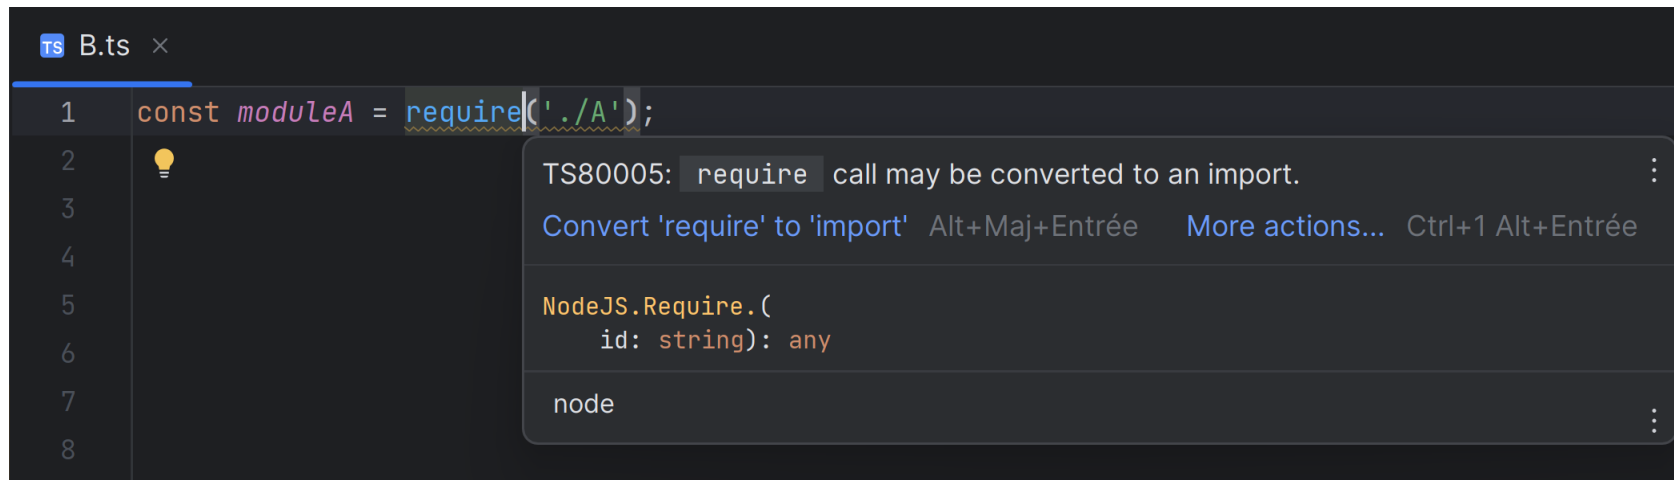 TS B.ts ×
1 const moduleA = require('./A');
2
TS80005: require call may be converted to an import.
3
Convert 'require' to 'import' Alt+Maj+Entrée More actions... Ctrl+1 Alt+Entrée
4
5
NodeJS.Require.(
6
id: string): any
7
node
8